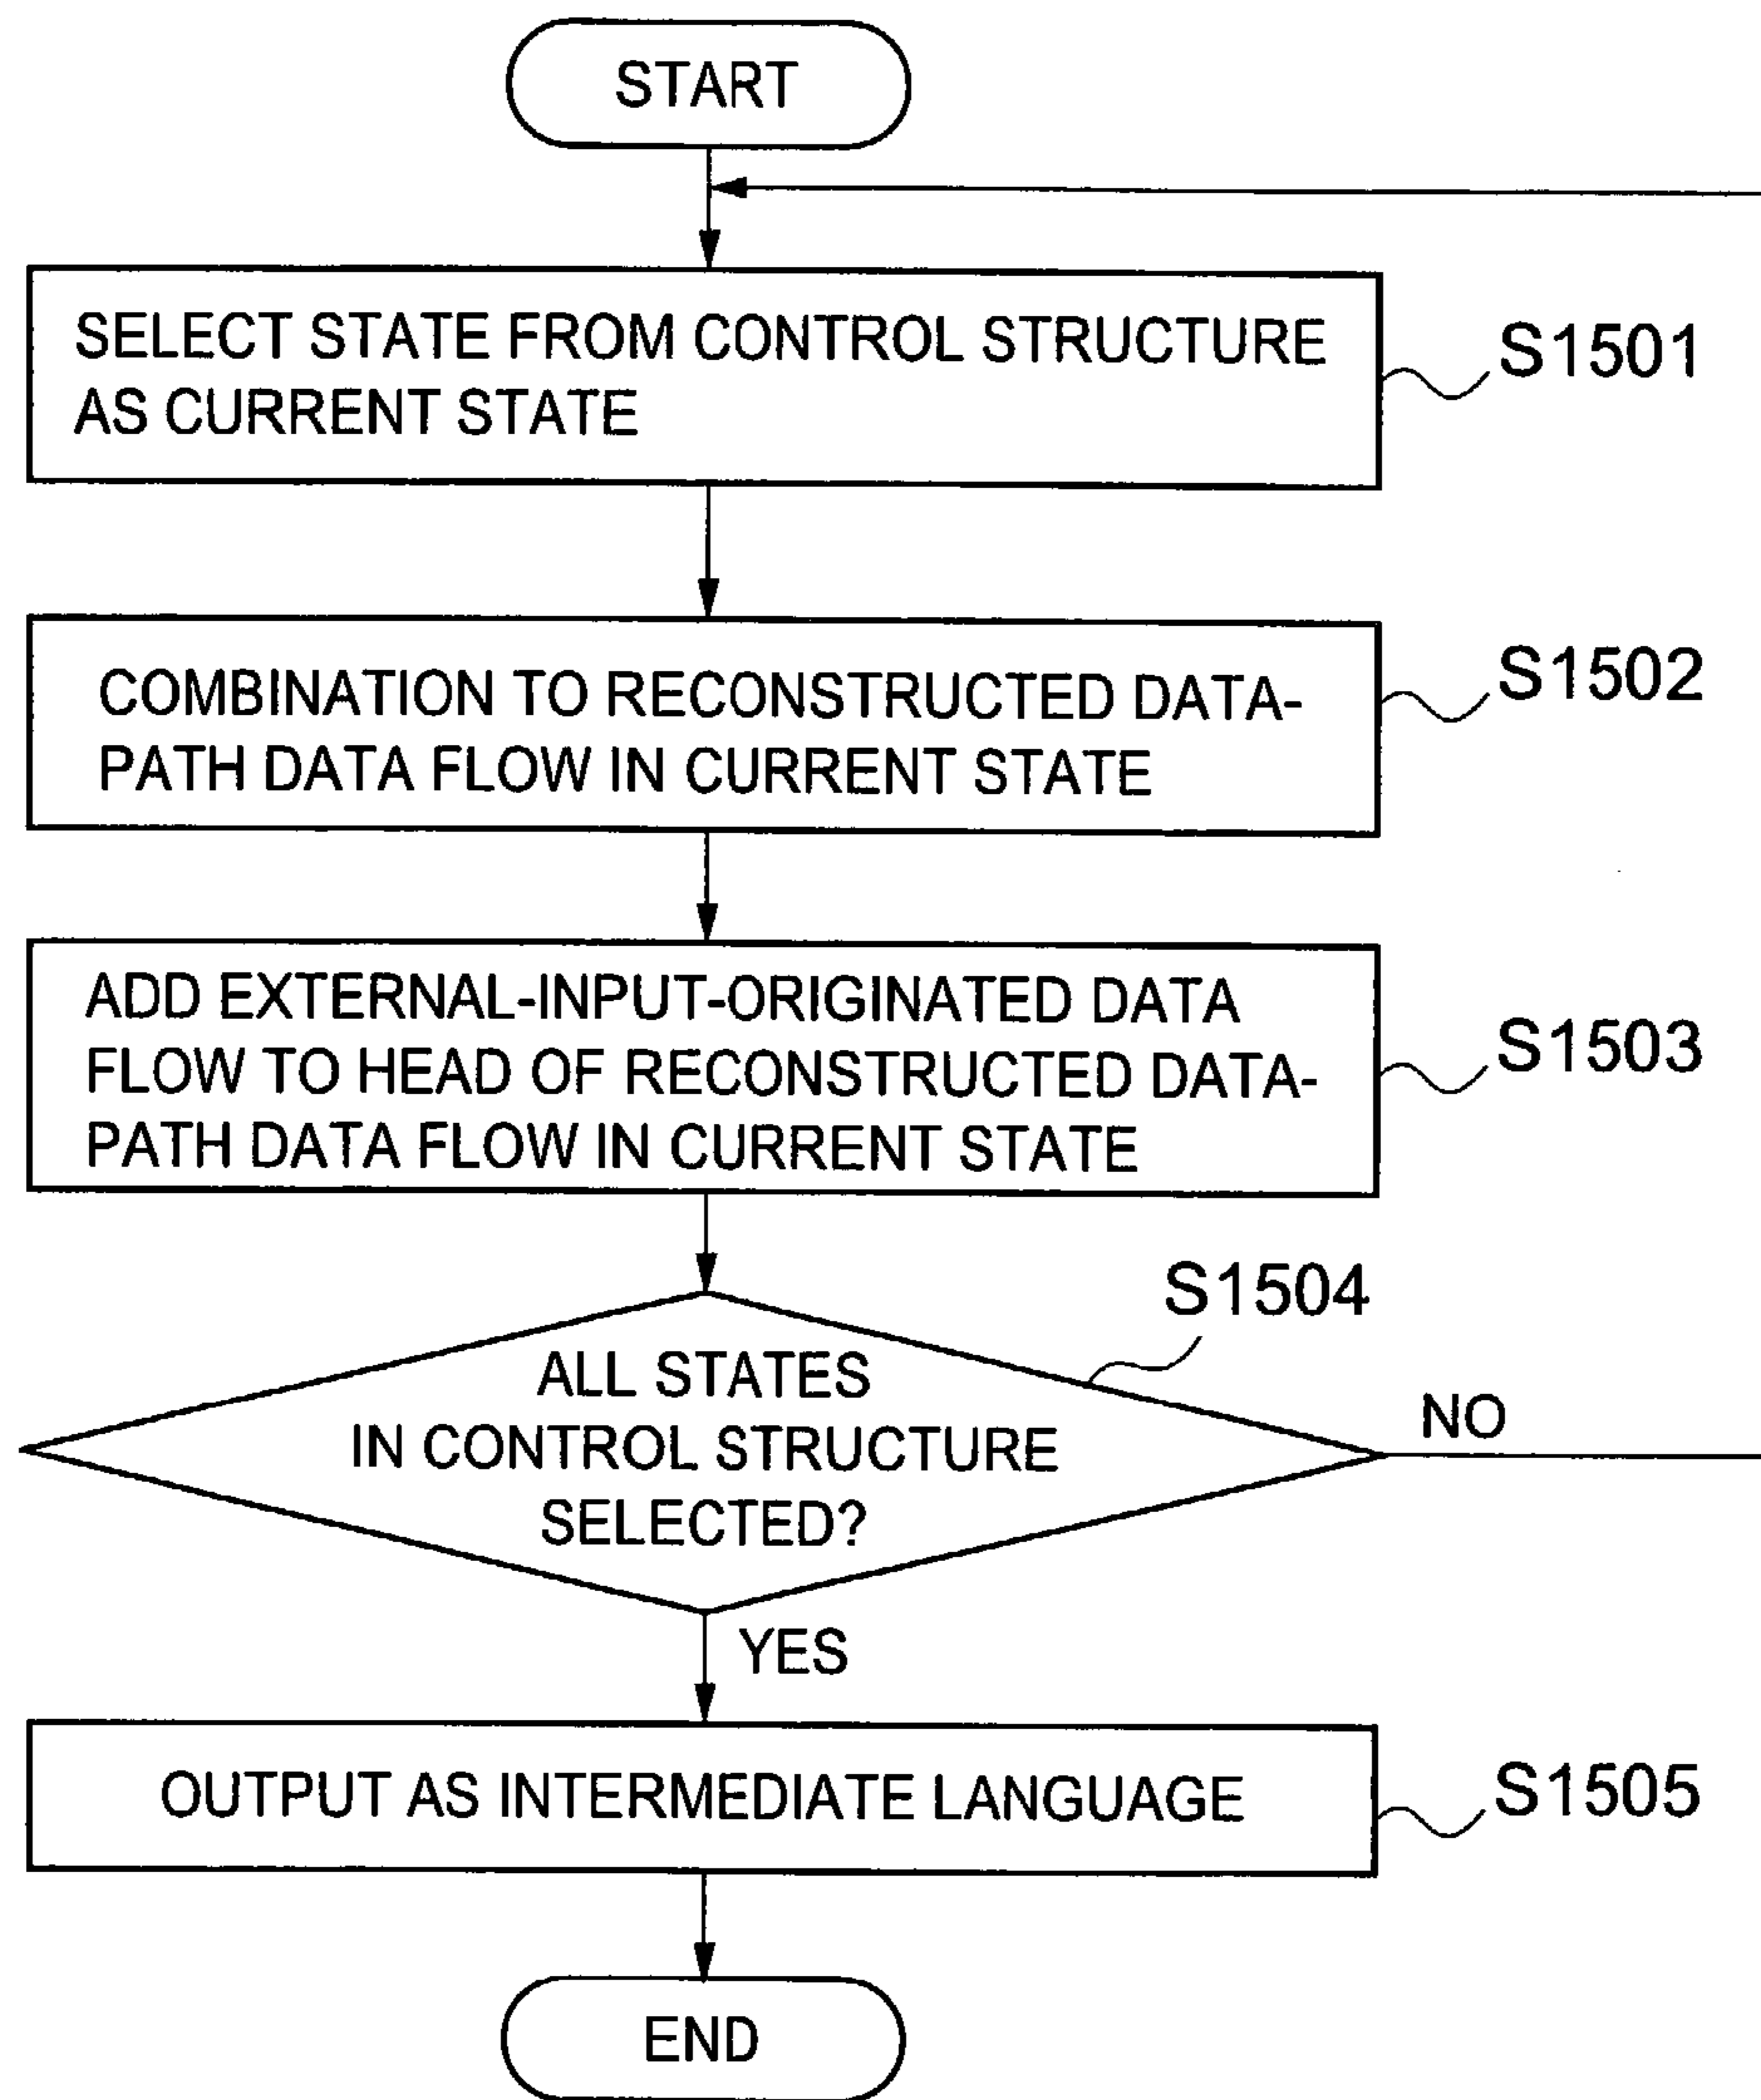 START
SELECT STATE FROM CONTROL STRUCTURE
AS CURRENT STATE
S1501
COMBINATION TO RECONSTRUCTED DATA-
PATH DATA FLOW IN CURRENT STATE
S1502
ADD EXTERNAL-INPUT-ORIGINATED DATA
FLOW TO HEAD OF RECONSTRUCTED DATA-
PATH DATA FLOW IN CURRENT STATE
S1503
S1504
ALL STATES
IN CONTROL STRUCTURE
SELECTED?
NO
YES
OUTPUT AS INTERMEDIATE LANGUAGE
S1505
END